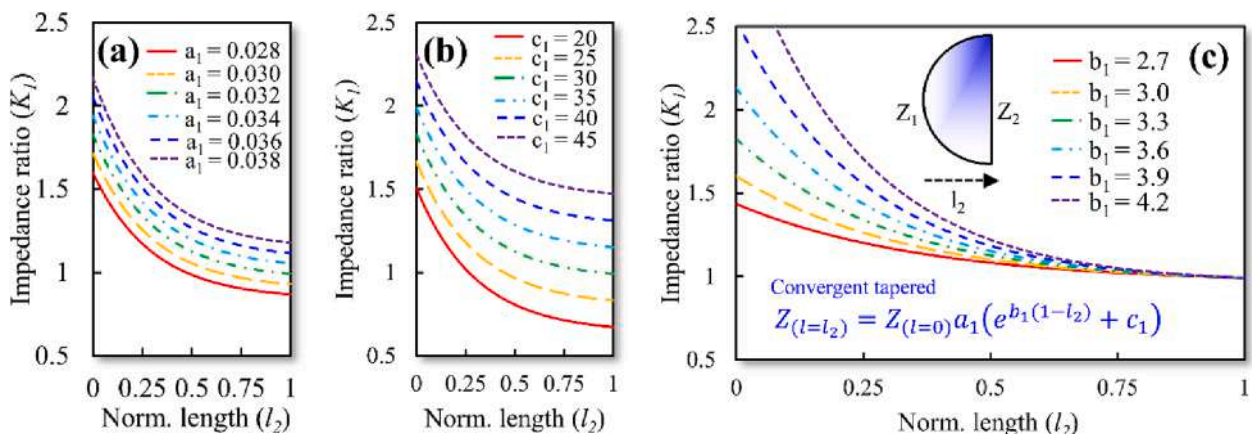 (a)
a₁ = 0.028
a₁ = 0.030
a₁ = 0.032
a₁ = 0.034
a₁ = 0.036
a₁ = 0.038
Impedance ratio (K₁)
2.5
2
1.5
1
0.5
0 0.25 0.5 0.75 1
Norm. length (l₂)
(b)
c₁ = 20
c₁ = 25
c₁ = 30
c₁ = 35
c₁ = 40
c₁ = 45
Impedance ratio (K₁)
2.5
2
1.5
1
0.5
0 0.25 0.5 0.75 1
Norm. length (l₂)
(c)
Z₁ Z₂
l₂
b₁ = 2.7
b₁ = 3.0
b₁ = 3.3
b₁ = 3.6
b₁ = 3.9
b₁ = 4.2
Convergent tapered
Z₍l=l₂₎ = Z₍l=0₎a₁(e^{b₁(1−l₂)} + c₁)
Impedance ratio (K₁)
2.5
2
1.5
1
0.5
0 0.25 0.5 0.75 1
Norm. length (l₂)